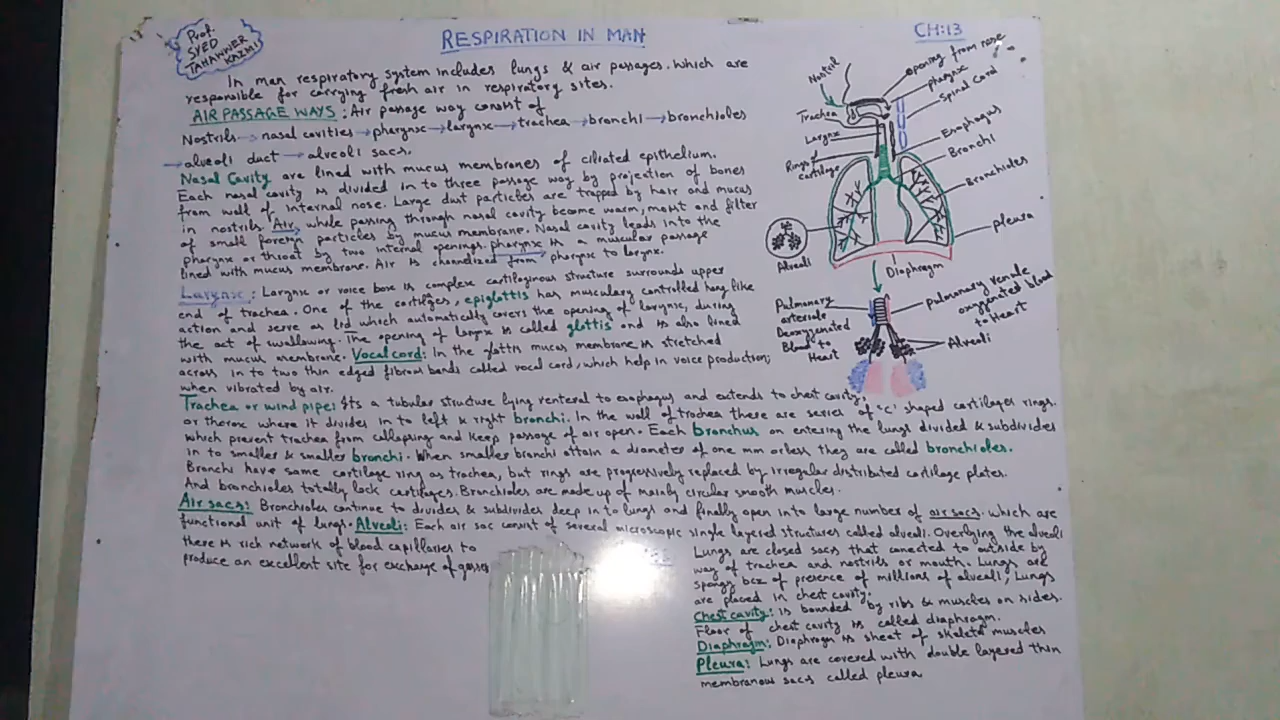 Prof.
SYED
TAHAWWER
KAZMI
RESPIRATION IN MAN
CH:13
In man respiratory system includes lungs & air passages. which are
responsible for carrying fresh air in respiratory sites.
AIR PASSAGE WAYS: Air passage way consist of
Nostrils → nasal cavities → pharynx → larynx → trachea → bronchi → bronchioles
→ alveoli duct → alveoli sacs.
Nasal Cavity are lined with mucus membranes of ciliated epithelium.
Each nasal cavity is divided in to three passage way by projection of bones
from wall of internal nose. Large dust particles are trapped by hair and mucus
in nostrils. Air, while passing through nasal cavity become warm, moist and filter
of small foreign particles by mucus membrane. Nasal cavity leads into the
pharynx or throat by two internal openings. pharynx is a muscular passage
lined with mucus membrane. Air is channelized from pharynx to larynx.
Larynx: Larynx or voice box is complex cartilaginous structure surrounds upper
end of trachea. One of the cartilages, epiglottis has musculary controlled hang like
action and serve as lid which automatically covers the opening of larynx, during
the act of swallowing. The opening of larynx is called glottis and is also lined
with mucus membrane. Vocal cord: In the glottis mucus membrane is stretched
across in to two thin edged fibrous bands called vocal cord, which help in voice production,
when vibrated by air.
Trachea or wind pipe: Its a tubular structure lying venteral to esophagus and extends to chest cavity,
or thorax where it divides in to left & right bronchi. In the wall of trachea there are series of "C" shaped cartilages rings.
which prevent trachea from collapsing and keep passage of air open. Each bronchus on entering the lungs divided & subdivides
in to smaller & smaller bronchi. When smaller bronchi attain a diameter of one mm or less they are called bronchioles.
Bronchi have same cartilage ring as trachea, but rings are progressively replaced by irregular distributed cartilage plates.
And bronchioles totally lack cartilages. Bronchioles are made up of mainly circular smooth muscles.
Air sacs: Bronchioles continue to divides & subdivides deep in to lungs and finally open into large number of air sacs. which are
functional unit of lungs. Alveoli: Each air sac consist of several microscopic single layered structures called alveoli. Overlying the alveoli
there is rich network of blood capillaries to
produce an excellent site for exchange of gases
Lungs are closed sacs that conected to outside by
way of trachea and nostrils or mouth. Lungs are
spongy bcz of presence of millions of alveoli, Lungs
are placed in chest cavity.
Chest cavity: is bounded by ribs & muscles on sides.
Floor of chest cavity is called diaphragm.
Diaphragm: Diaphragm is sheet of skeletal muscles
Pleura: Lungs are covered with double layered thin
membranous sacs called pleura
Nostril
opening from nose
pharynx
Spinal Cord
Trachea
Larynx
Rings of
cartilage
Esophagus
Bronchi
Bronchioles
pleura
Alveoli
Diaphragm
Pulmonary
arteriole
Deoxygenated
Blood to
Heart
pulmonary venule
oxygenated blood
to Heart
Alveoli